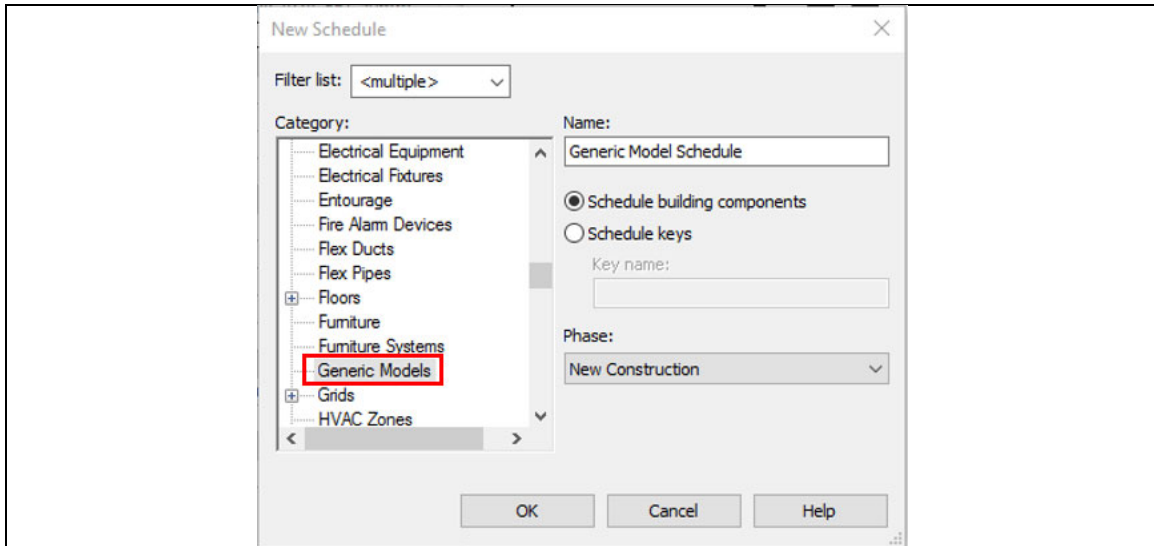 New Schedule
Filter list: <multiple>
Category:
Electrical Equipment
Electrical Fixtures
Entourage
Fire Alarm Devices
Flex Ducts
Flex Pipes
Floors
Furniture
Furniture Systems
Generic Models
Grids
HVAC Zones
Name:
Generic Model Schedule
Schedule building components
Schedule keys
Key name:
Phase:
New Construction
OK Cancel Help